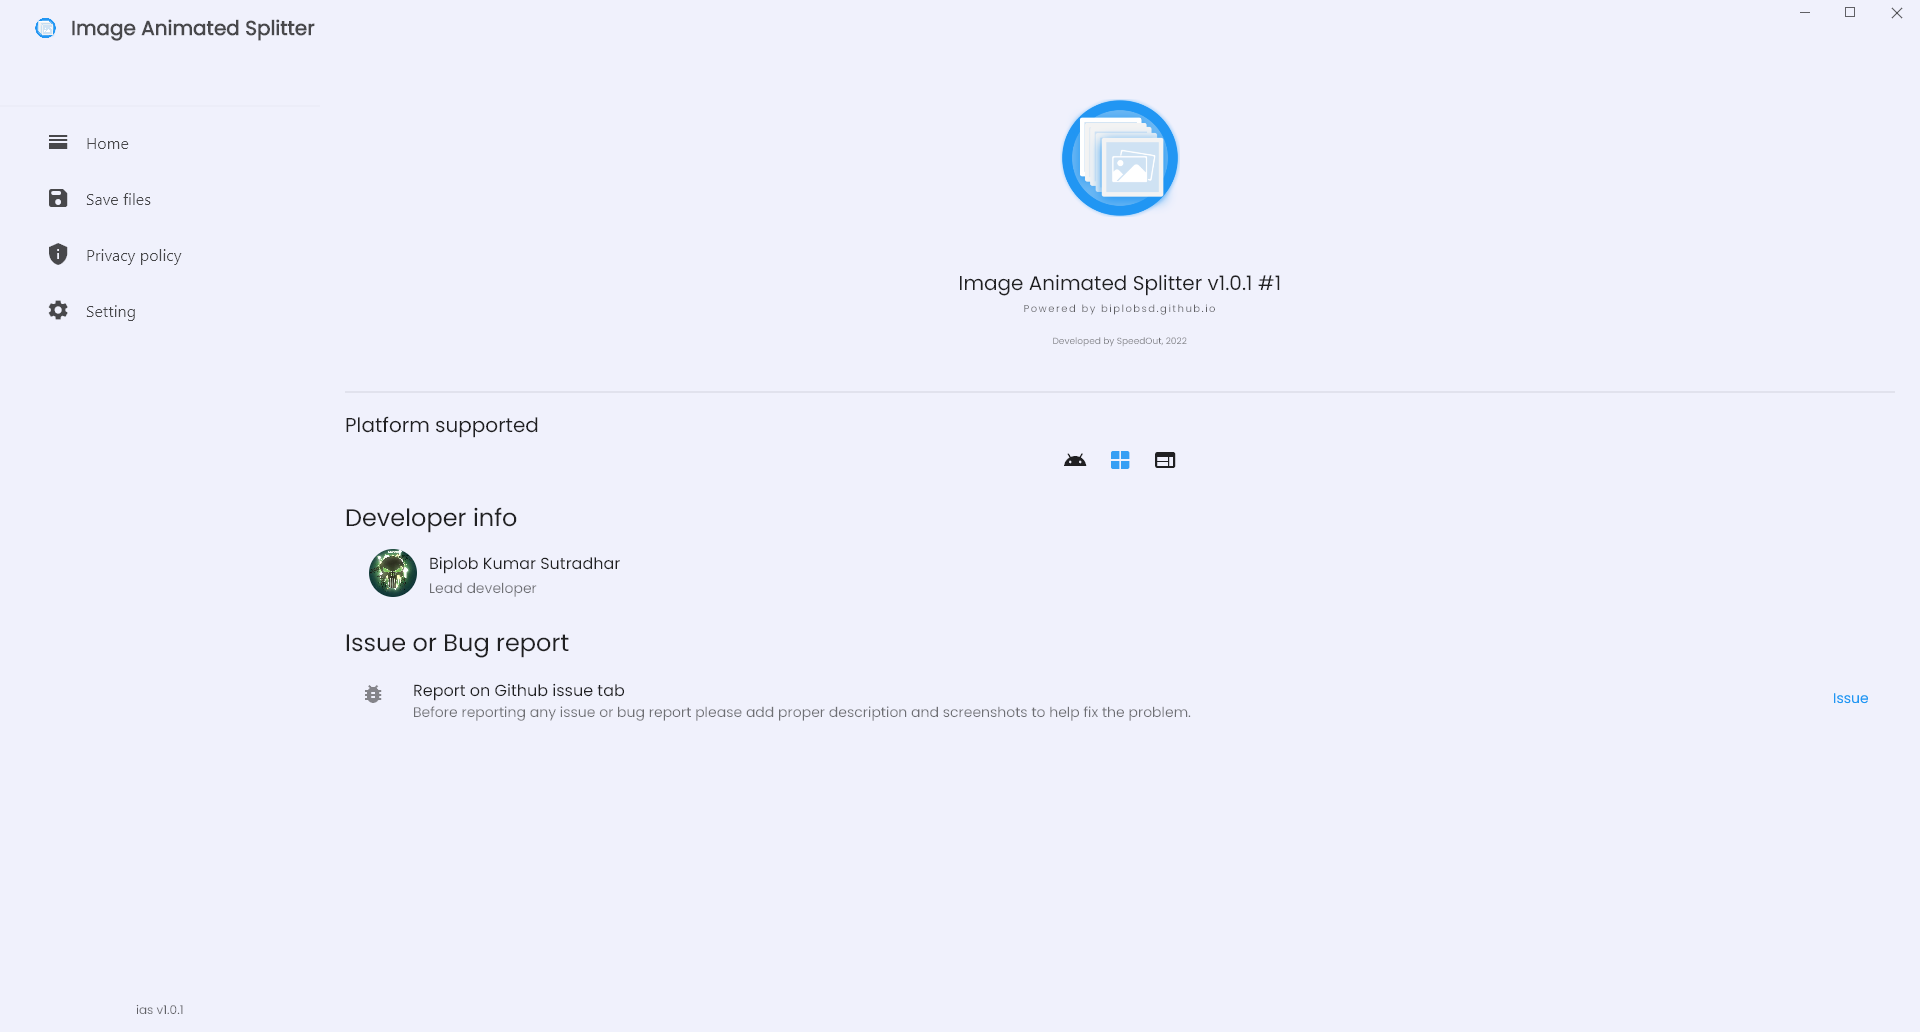 Image Animated Splitter
Home
Save files
Privacy policy
Setting
Image Animated Splitter v1.0.1 #1
Powered by biplobsd.github.io
Developed by SpeedOut, 2022
Platform supported
Developer info
Biplob Kumar Sutradhar
Lead developer
Issue or Bug report
Report on Github issue tab
Before reporting any issue or bug report please add proper description and screenshots to help fix the problem.
Issue
ias v1.0.1